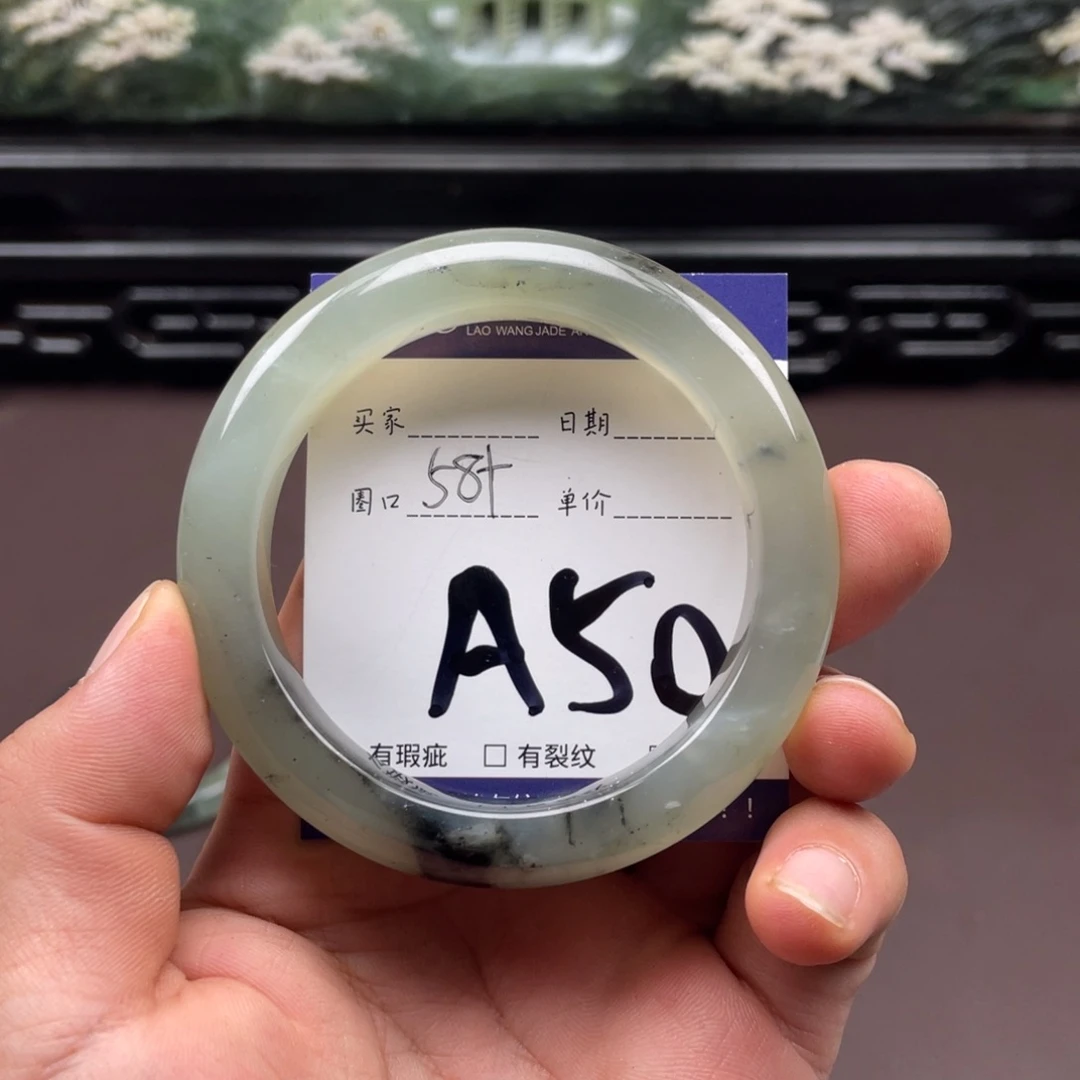 LAO WANG JADE
买家 日期
圈口 58+ 单价
A50
有瑕疵 □ 有裂纹
!